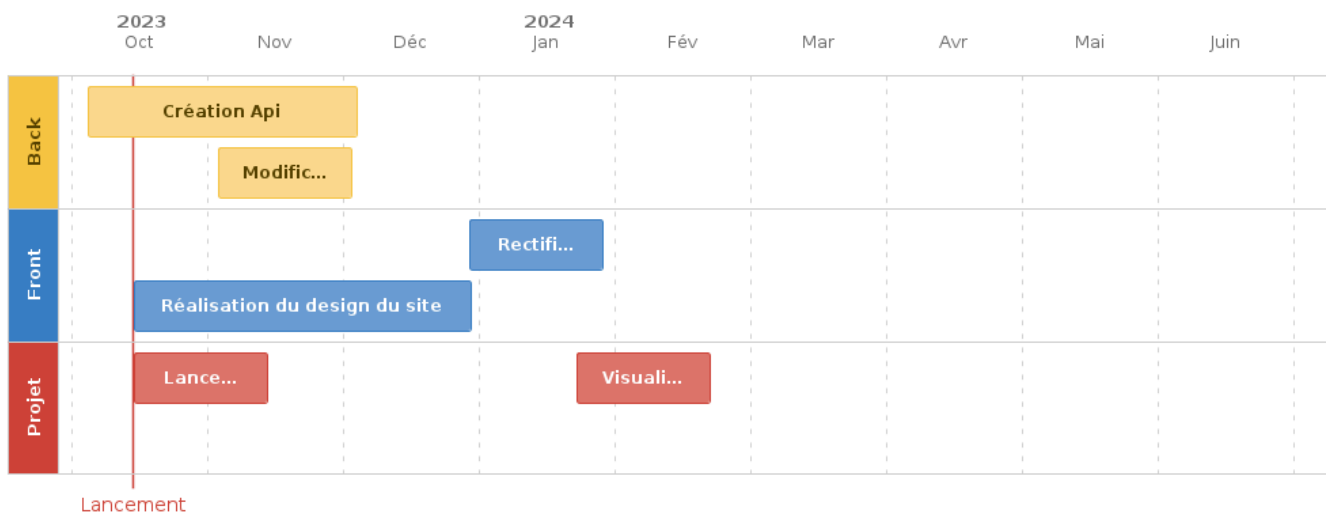 2023
2024
Oct
Nov
Déc
Jan
Fév
Mar
Avr
Mai
Juin
Back
Création Api
Modific...
Front
Rectifi...
Réalisation du design du site
Projet
Lance...
Visuali...
Lancement